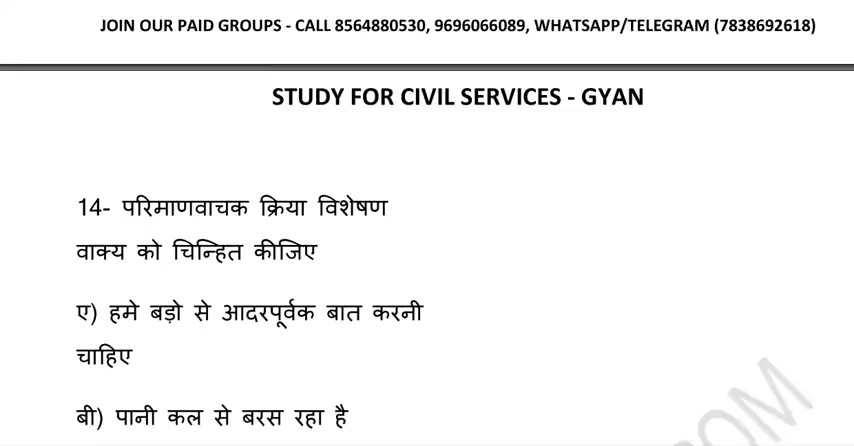 JOIN OUR PAID GROUPS - CALL 8564880530, 9696066089, WHATSAPP/TELEGRAM (7838692618)
STUDY FOR CIVIL SERVICES - GYAN
14- परिमाणवाचक क्रिया विशेषण
वाक्य को चिन्हित कीजिए
ए) हमे बड़ो से आदरपूर्वक बात करनी
चाहिए
बी) पानी कल से बरस रहा है